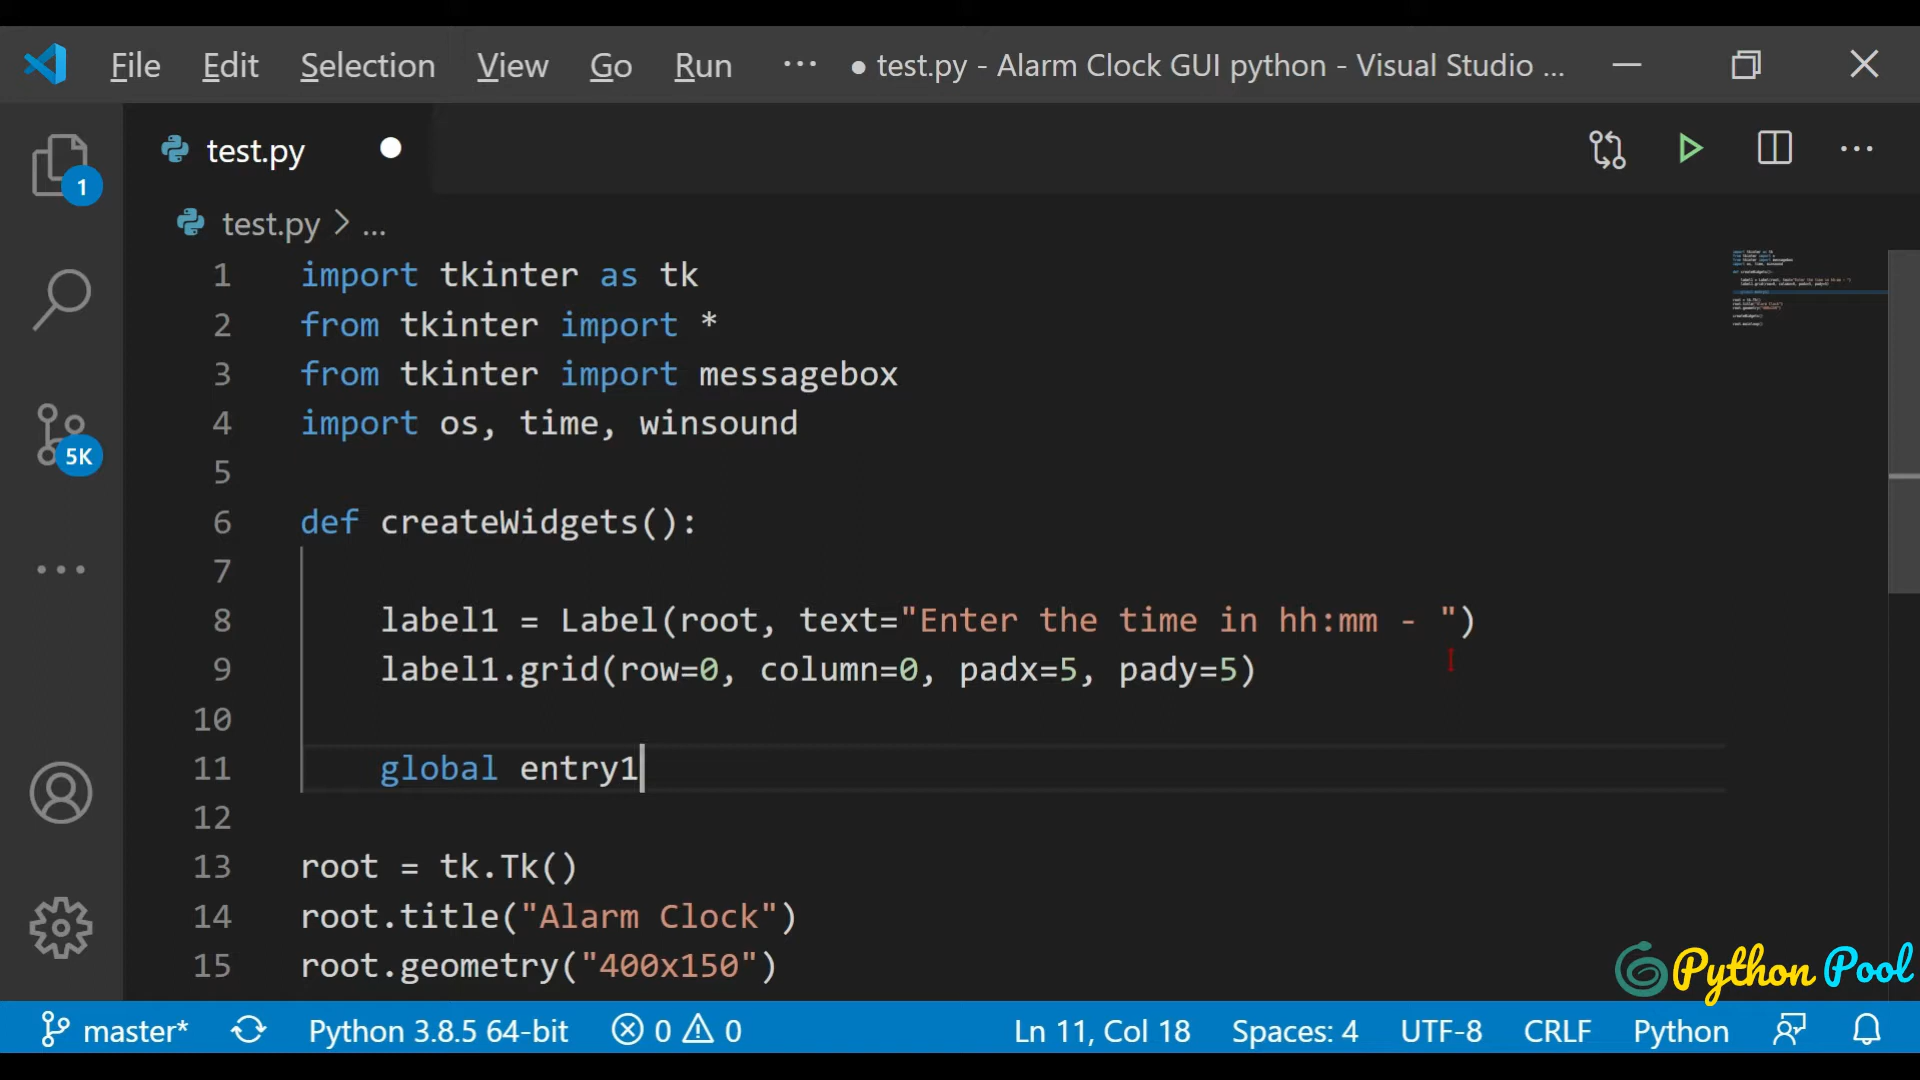 File Edit Selection View Go Run ··· ● test.py - Alarm Clock GUI python - Visual Studio ...
test.py
1
test.py > ...
5K
1 import tkinter as tk
2 from tkinter import *
3 from tkinter import messagebox
4 import os, time, winsound
5
6 def createWidgets():
7
8 label1 = Label(root, text="Enter the time in hh:mm - ")
9 label1.grid(row=0, column=0, padx=5, pady=5)
10
11 global entry1
12
13 root = tk.Tk()
14 root.title("Alarm Clock")
15 root.geometry("400x150")
Python Pool
master* Python 3.8.5 64-bit 0 0 Ln 11, Col 18 Spaces: 4 UTF-8 CRLF Python